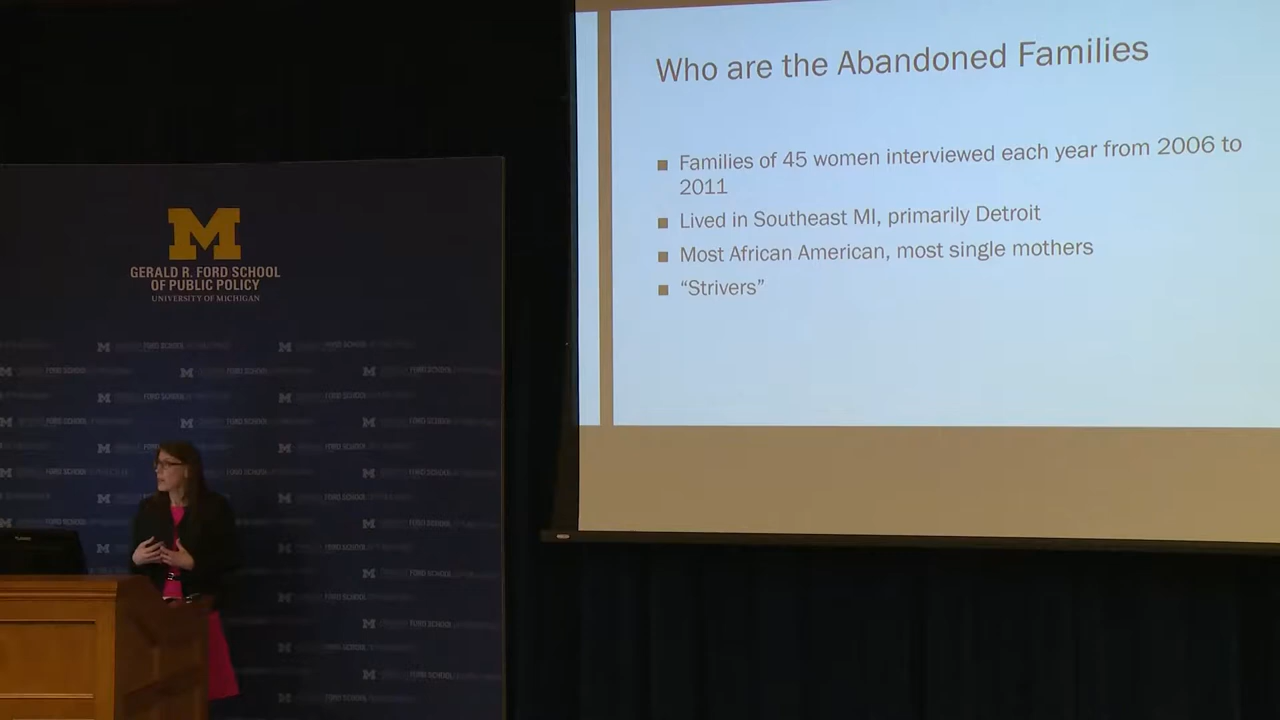 Who are the Abandoned Families
■ Families of 45 women interviewed each year from 2006 to
2011
■ Lived in Southeast MI, primarily Detroit
■ Most African American, most single mothers
■ “Strivers”
M
GERALD R. FORD SCHOOL
OF PUBLIC POLICY
UNIVERSITY OF MICHIGAN